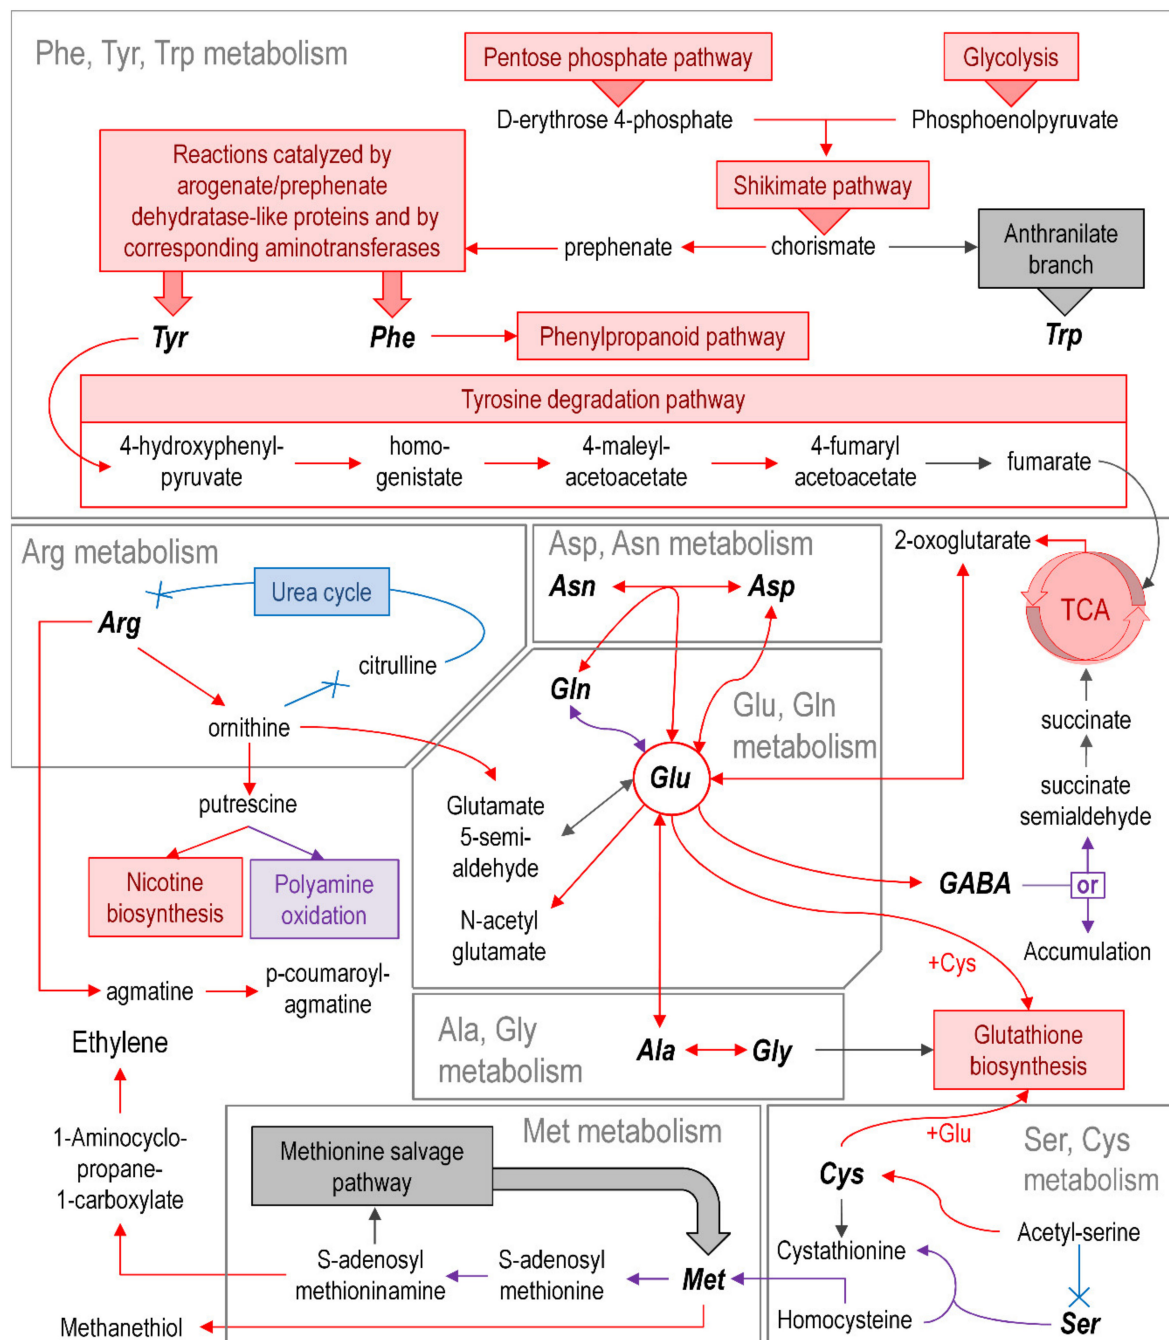 Phe, Tyr, Trp metabolism
Pentose phosphate pathway
Glycolysis
D-erythrose 4-phosphate
Phosphoenolpyruvate
Reactions catalyzed by
arogenate/prephenate
dehydratase-like proteins and by
corresponding aminotransferases
Shikimate pathway
prephenate
chorismate
Anthranilate
branch
Tyr
Phe
Phenylpropanoid pathway
Trp
Tyrosine degradation pathway
4-hydroxyphenyl-
pyruvate
homo-
genistate
4-maleyl-
acetoacetate
4-fumaryl
acetoacetate
fumarate
Arg metabolism
Urea cycle
Arg
citrulline
ornithine
putrescine
Nicotine
biosynthesis
Polyamine
oxidation
agmatine
p-coumaroyl-
agmatine
Asp, Asn metabolism
Asn
Asp
2-oxoglutarate
TCA
Gln
Glu, Gln
metabolism
Glu
succinate
succinate
semialdehyde
Glutamate
5-semi-
aldehyde
GABA
or
N-acetyl
glutamate
Accumulation
+Cys
Ala, Gly
metabolism
Ala
Gly
Glutathione
biosynthesis
Ethylene
1-Aminocyclo-
propane-
1-carboxylate
Met metabolism
Methionine salvage
pathway
S-adenosyl
methioninamine
S-adenosyl
methionine
Met
Methanethiol
+Glu
Ser, Cys
metabolism
Cys
Acetyl-serine
Cystathionine
Homocysteine
Ser